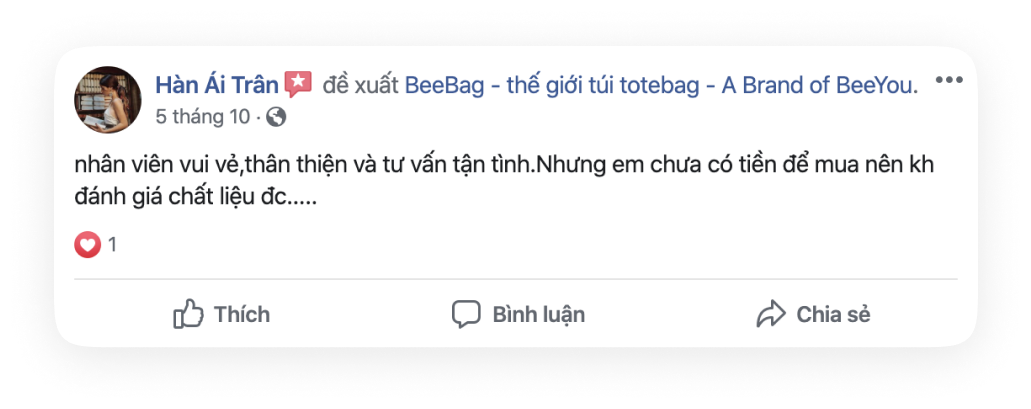 Hàn Ái Trân đề xuất BeeBag - thế giới túi totebag - A Brand of BeeYou.
5 tháng 10 ·
nhân viên vui vẻ,thân thiện và tư vấn tận tình.Nhưng em chưa có tiền để mua nên kh
đánh giá chất liệu đc.....
1
Thích Bình luận Chia sẻ